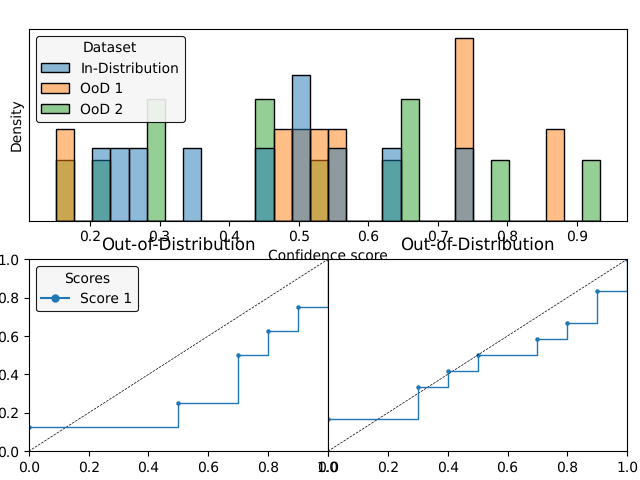 Dataset
In-Distribution
OoD 1
OoD 2
Density
0.2 0.3 0.4 0.5 0.6 0.7 0.8 0.9
Confidence score
Out-of-Distribution Out-of-Distribution
Scores
Score 1
1.0
0.8
0.6
0.4
0.2
0.0
0.0 0.2 0.4 0.6 0.8 1.0
0.0 0.2 0.4 0.6 0.8 1.0